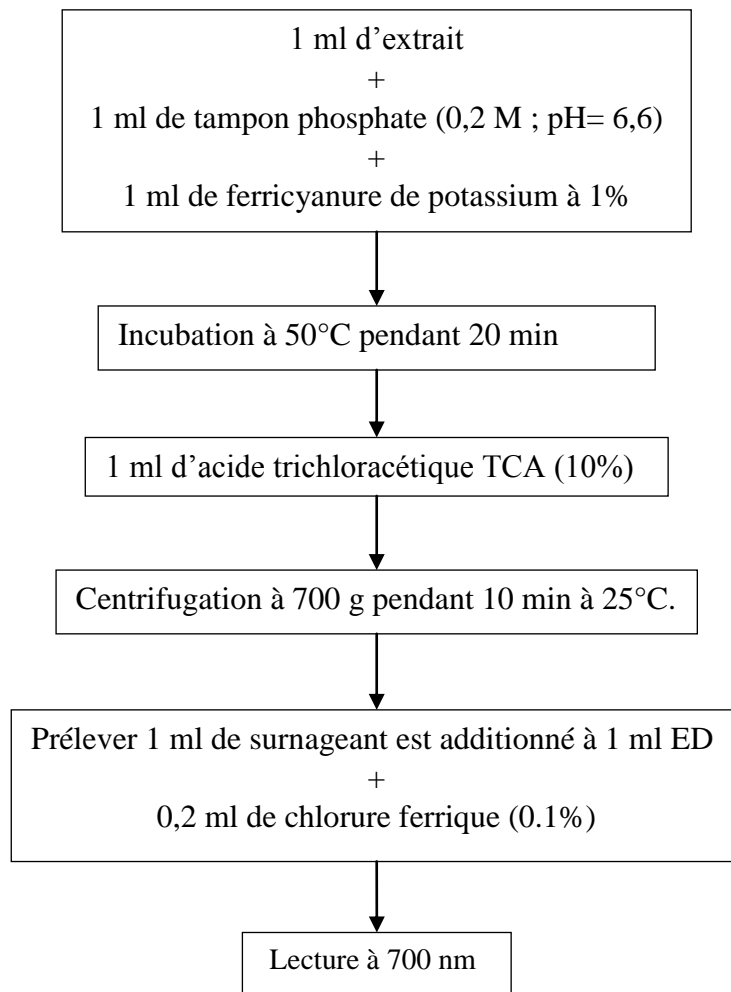 1 ml d’extrait
+
1 ml de tampon phosphate (0,2 M ; pH= 6,6)
+
1 ml de ferricyanure de potassium à 1%
Incubation à 50°C pendant 20 min
1 ml d’acide trichloracétique TCA (10%)
Centrifugation à 700 g pendant 10 min à 25°C.
Prélever 1 ml de surnageant est additionné à 1 ml ED
+
0,2 ml de chlorure ferrique (0.1%)
Lecture à 700 nm